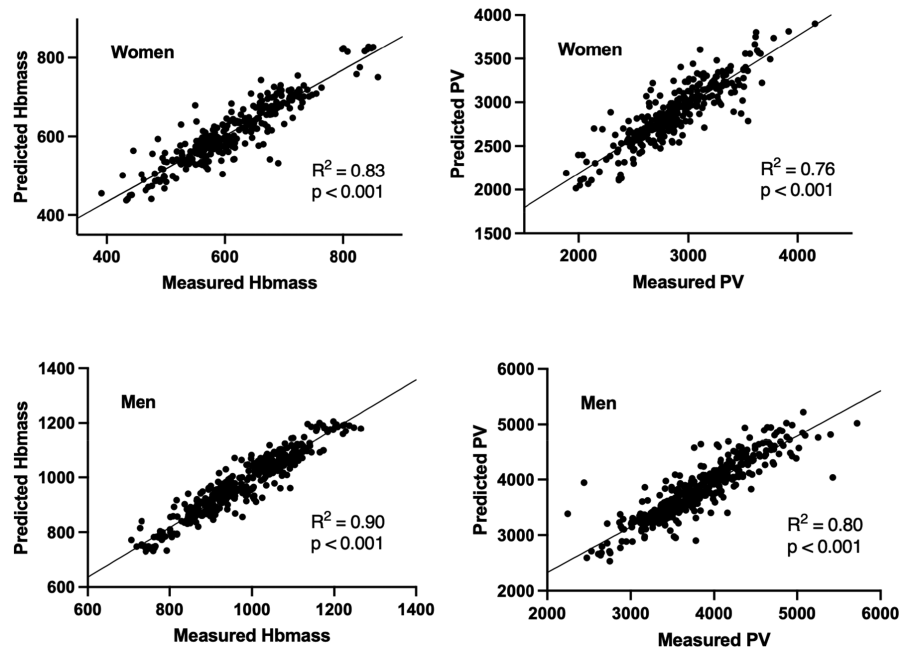 Women
Predicted Hbmass
800
600
400
R² = 0.83
p < 0.001
400 600 800
Measured Hbmass
Women
Predicted PV
4000
3500
3000
2500
2000
1500
R² = 0.76
p < 0.001
2000 3000 4000
Measured PV
Men
Predicted Hbmass
1400
1200
1000
800
600
R² = 0.90
p < 0.001
600 800 1000 1200 1400
Measured Hbmass
Men
Predicted PV
6000
5000
4000
3000
2000
R² = 0.80
p < 0.001
2000 3000 4000 5000 6000
Measured PV